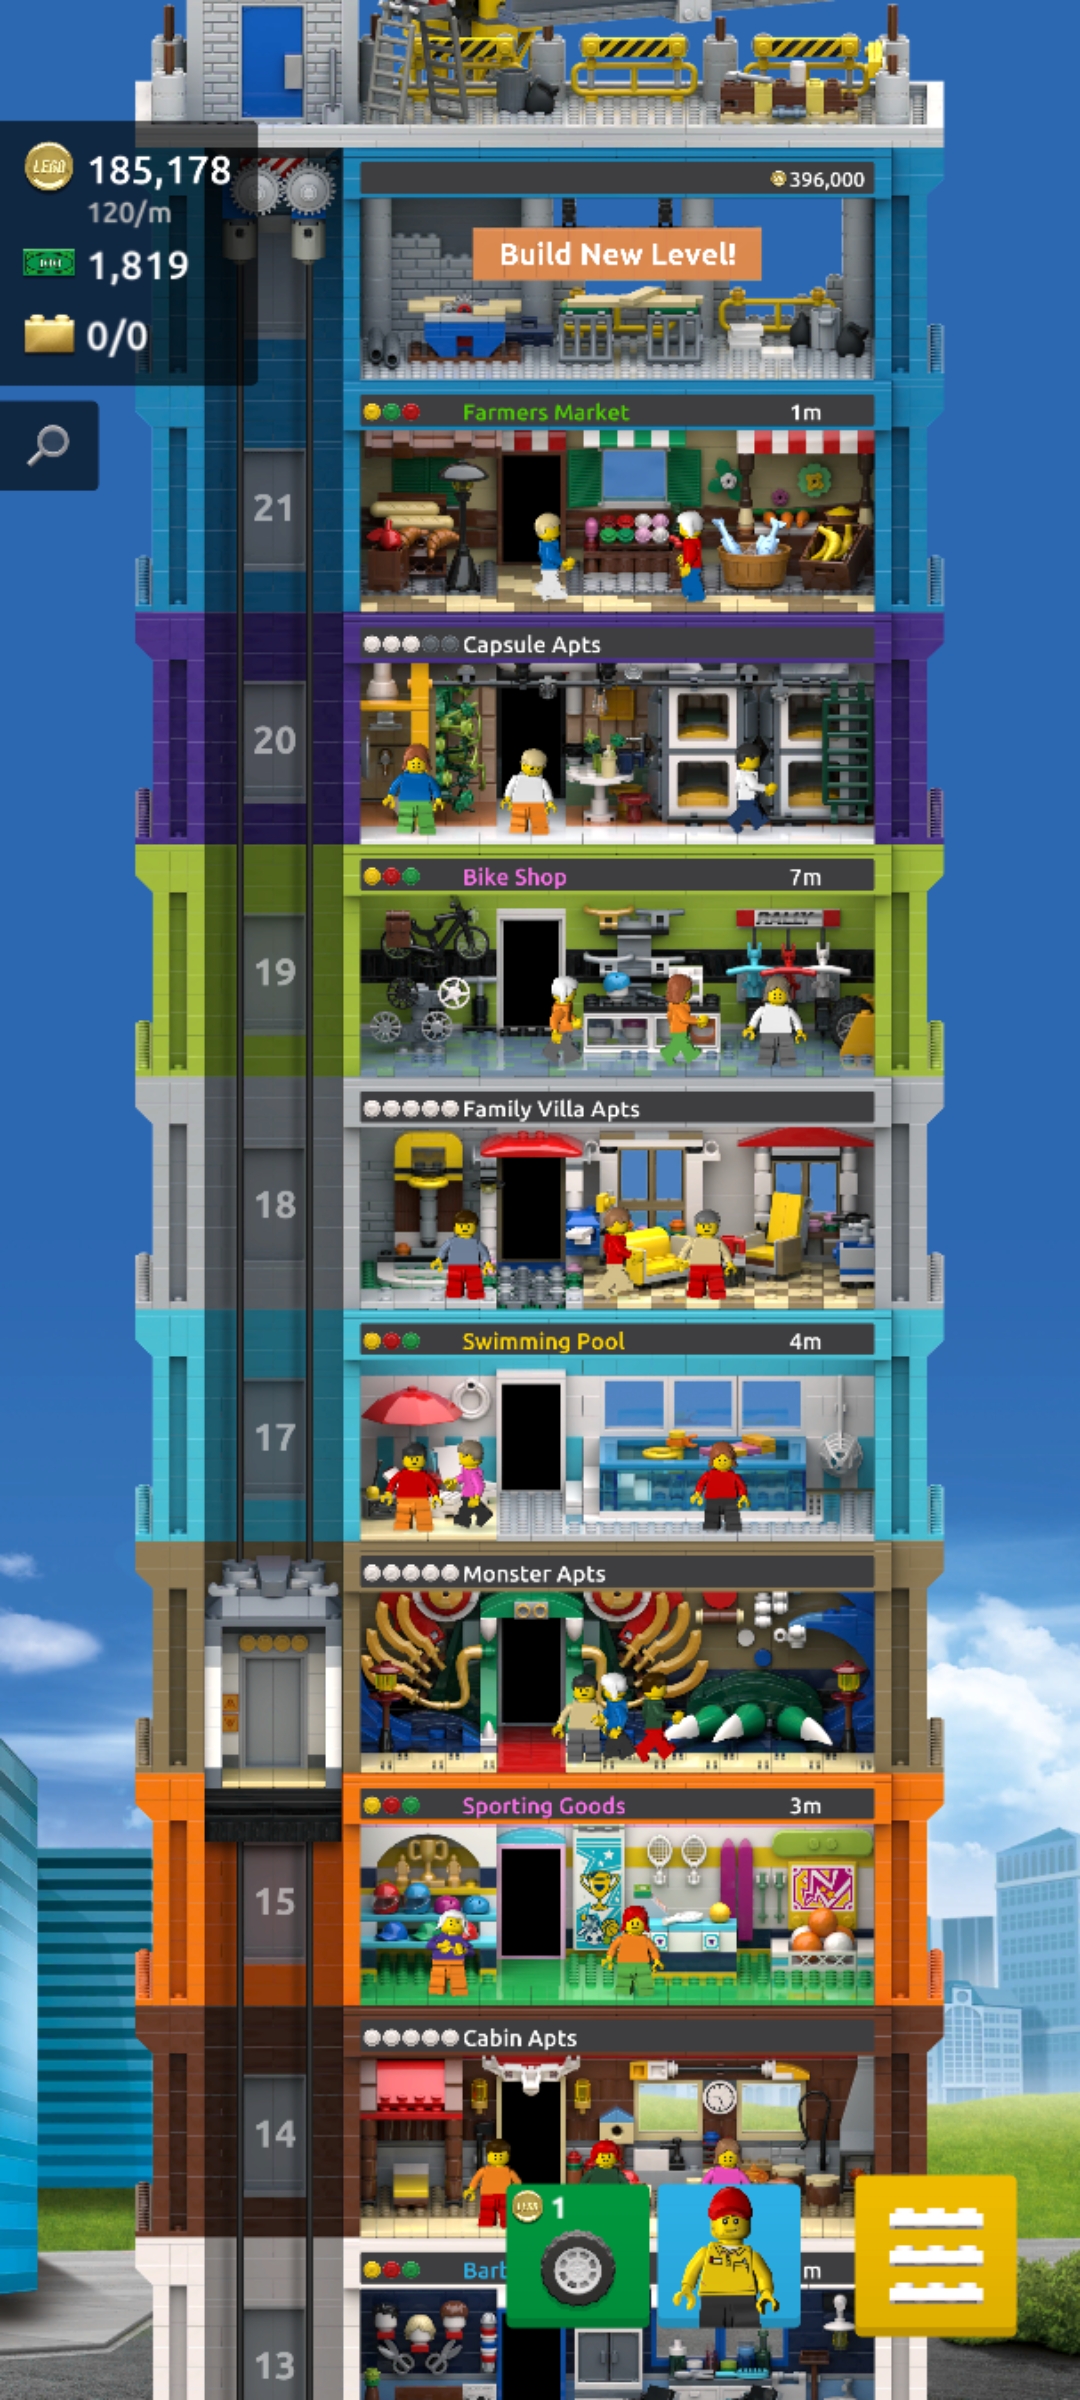 LEGO 185,178
120/m
1,819
0/0
396,000
Build New Level!
Farmers Market 1m
21
Capsule Apts
20
Bike Shop 7m
RALLY
19
Family Villa Apts
18
Swimming Pool 4m
17
Monster Apts
Sporting Goods 3m
15
Cabin Apts
14
1
Barb
m
13